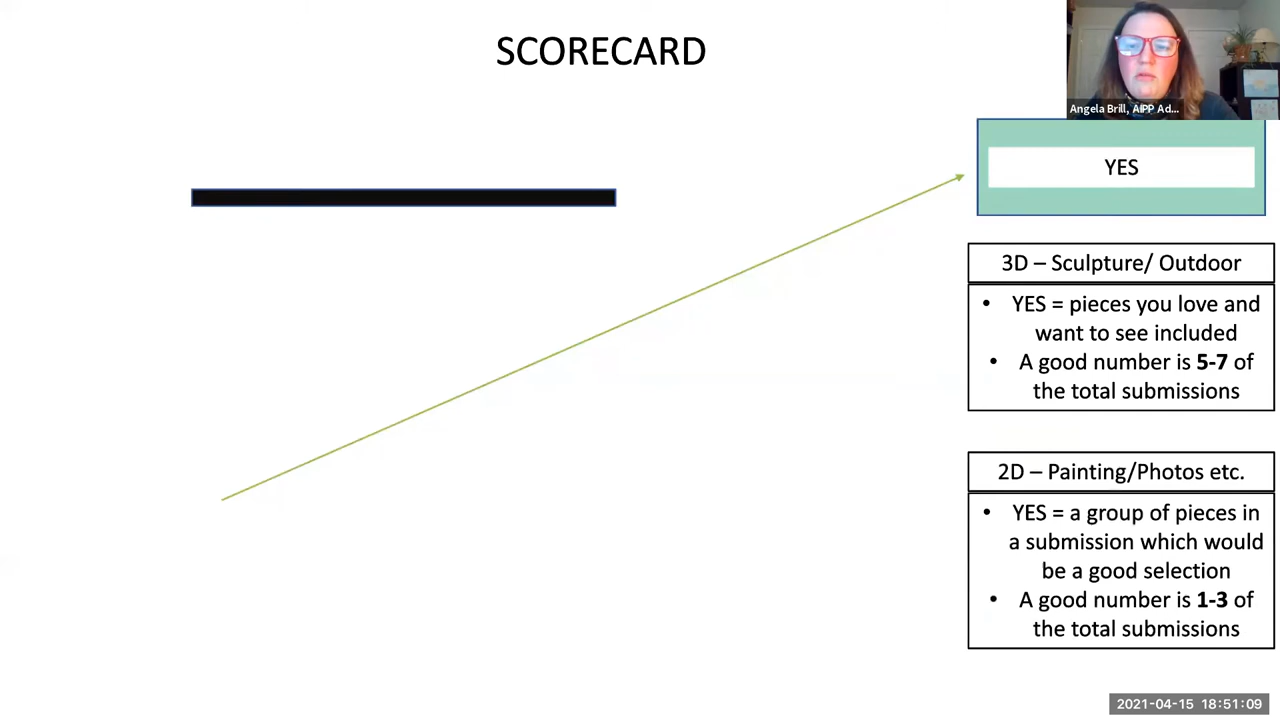 SCORECARD
Angela Brill, AIPP Ad...
YES
3D – Sculpture/ Outdoor
• YES = pieces you love and
want to see included
• A good number is 5-7 of
the total submissions
2D – Painting/Photos etc.
• YES = a group of pieces in
a submission which would
be a good selection
• A good number is 1-3 of
the total submissions
2021-04-15 18:51:09